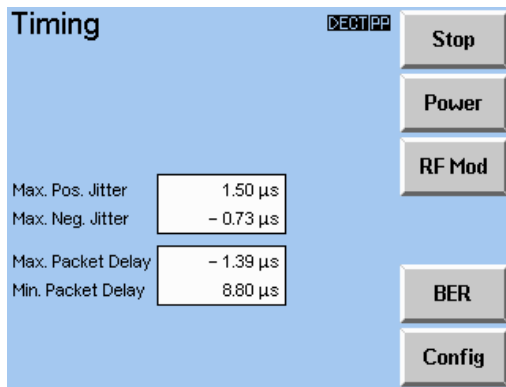 Timing
DECT PP
Stop
Power
RF Mod
Max. Pos. Jitter 1.50 µs
Max. Neg. Jitter – 0.73 µs
Max. Packet Delay – 1.39 µs
Min. Packet Delay 8.80 µs
BER
Config